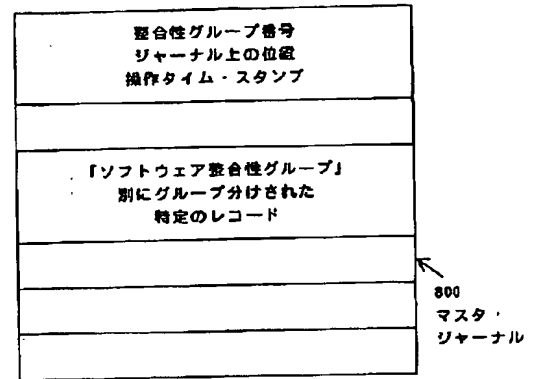 整合性グループ番号
ジャーナル上の位置
操作タイム・スタンプ
「ソフトウェア整合性グループ」
別にグループ分けされた
特定のレコード
800
マスタ・
ジャーナル